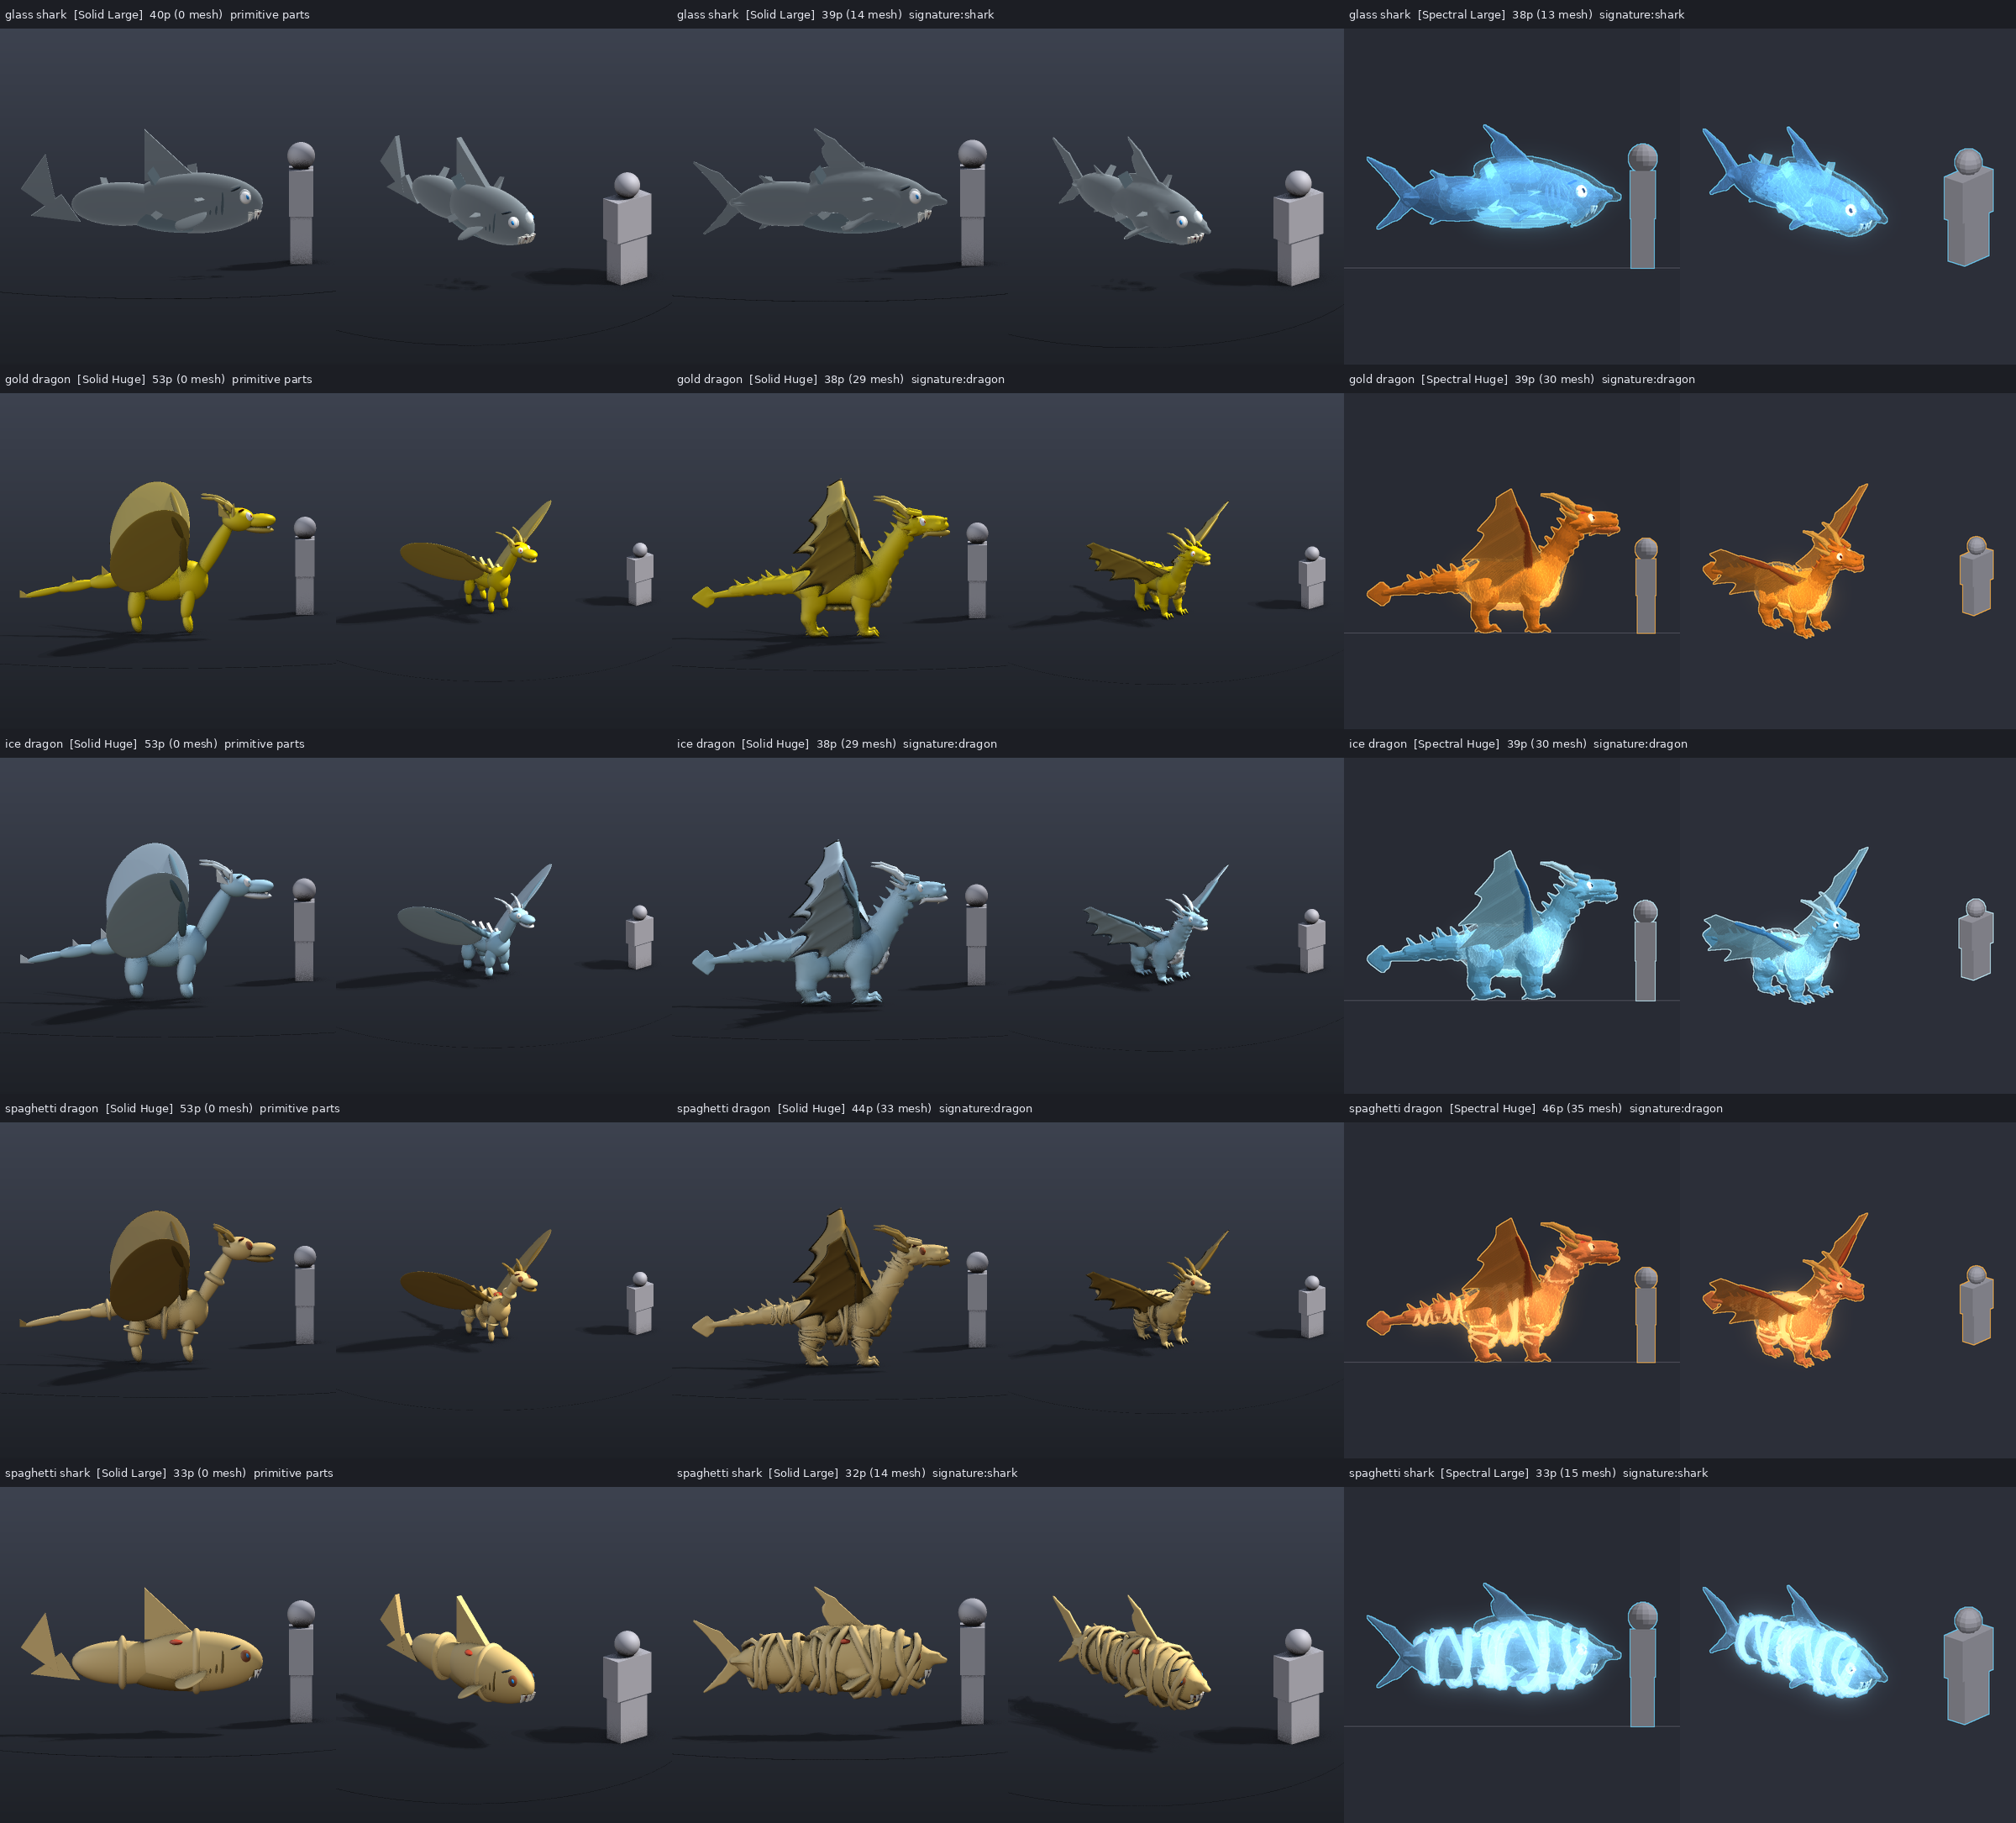 glass shark [Solid Large] 40p (0 mesh) primitive parts
glass shark [Solid Large] 39p (14 mesh) signature:shark
glass shark [Spectral Large] 38p (13 mesh) signature:shark
gold dragon [Solid Huge] 53p (0 mesh) primitive parts
gold dragon [Solid Huge] 38p (29 mesh) signature:dragon
gold dragon [Spectral Huge] 39p (30 mesh) signature:dragon
ice dragon [Solid Huge] 53p (0 mesh) primitive parts
ice dragon [Solid Huge] 38p (29 mesh) signature:dragon
ice dragon [Spectral Huge] 39p (30 mesh) signature:dragon
spaghetti dragon [Solid Huge] 53p (0 mesh) primitive parts
spaghetti dragon [Solid Huge] 44p (33 mesh) signature:dragon
spaghetti dragon [Spectral Huge] 46p (35 mesh) signature:dragon
spaghetti shark [Solid Large] 33p (0 mesh) primitive parts
spaghetti shark [Solid Large] 32p (14 mesh) signature:shark
spaghetti shark [Spectral Large] 33p (15 mesh) signature:shark